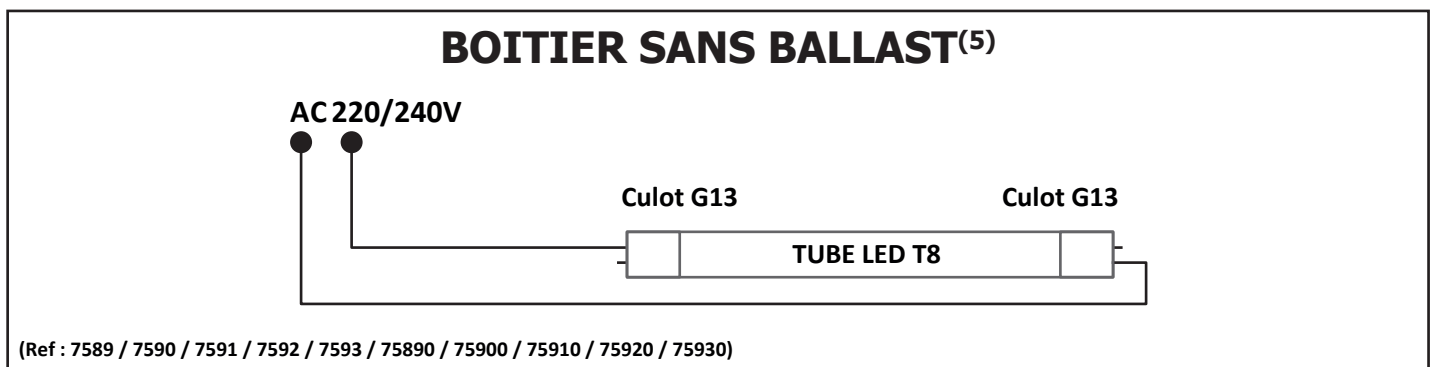 BOITIER SANS BALLAST(5)
AC 220/240V
Culot G13 Culot G13
TUBE LED T8
(Ref : 7589 / 7590 / 7591 / 7592 / 7593 / 75890 / 75900 / 75910 / 75920 / 75930)